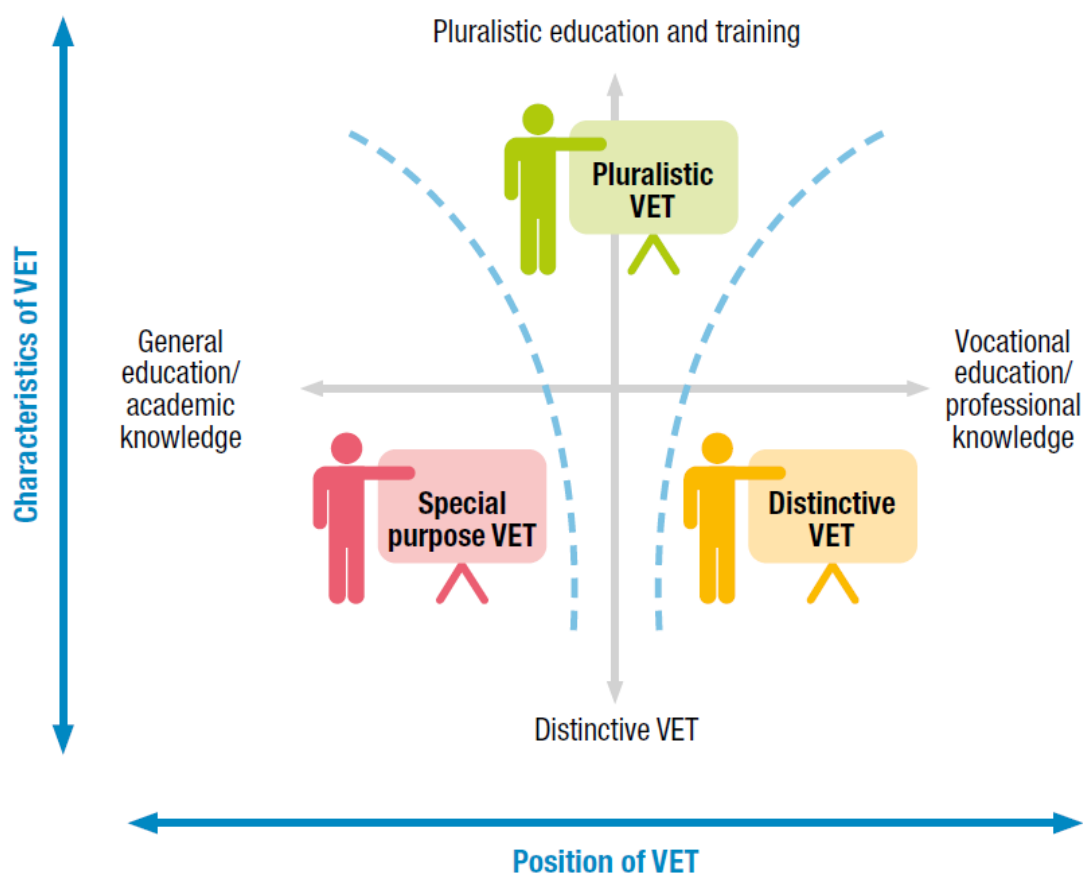 Pluralistic education and training
Pluralistic
VET
Characteristics of VET
General
education/
academic
knowledge
Vocational
education/
professional
knowledge
Special
purpose VET
Distinctive
VET
Distinctive VET
Position of VET